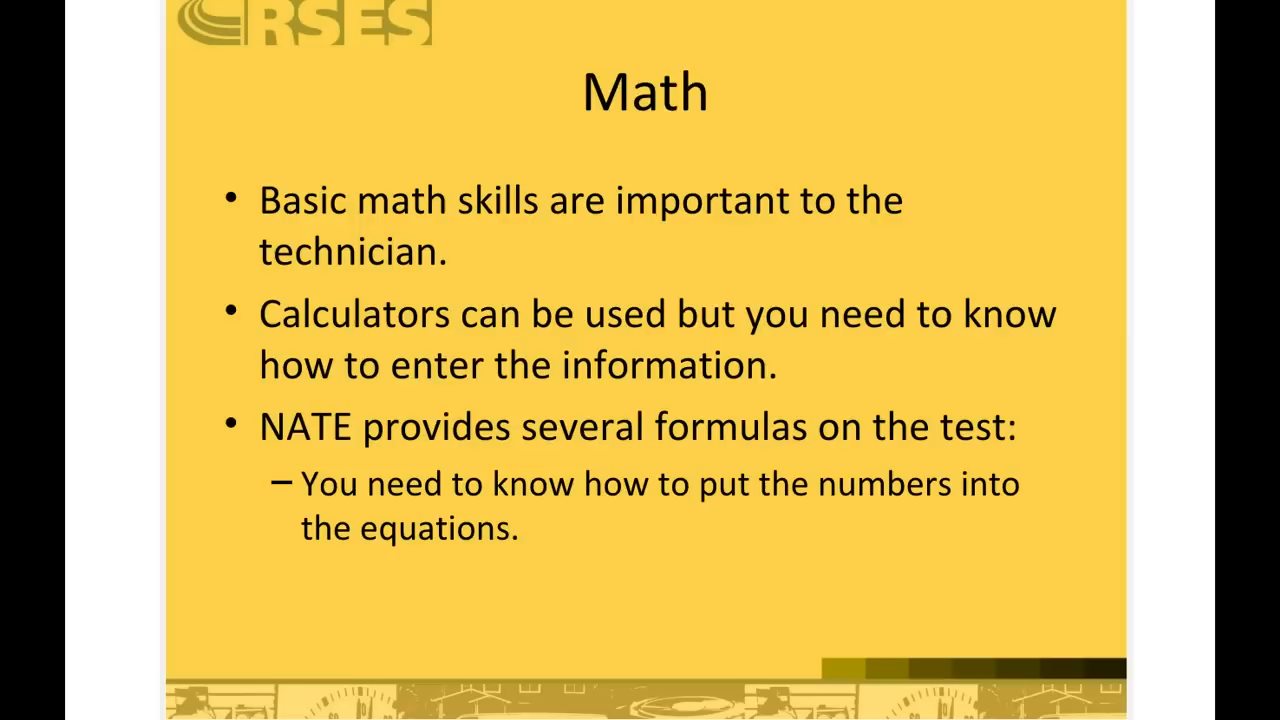 RSES
Math
• Basic math skills are important to the
technician.
• Calculators can be used but you need to know
how to enter the information.
• NATE provides several formulas on the test:
– You need to know how to put the numbers into
the equations.